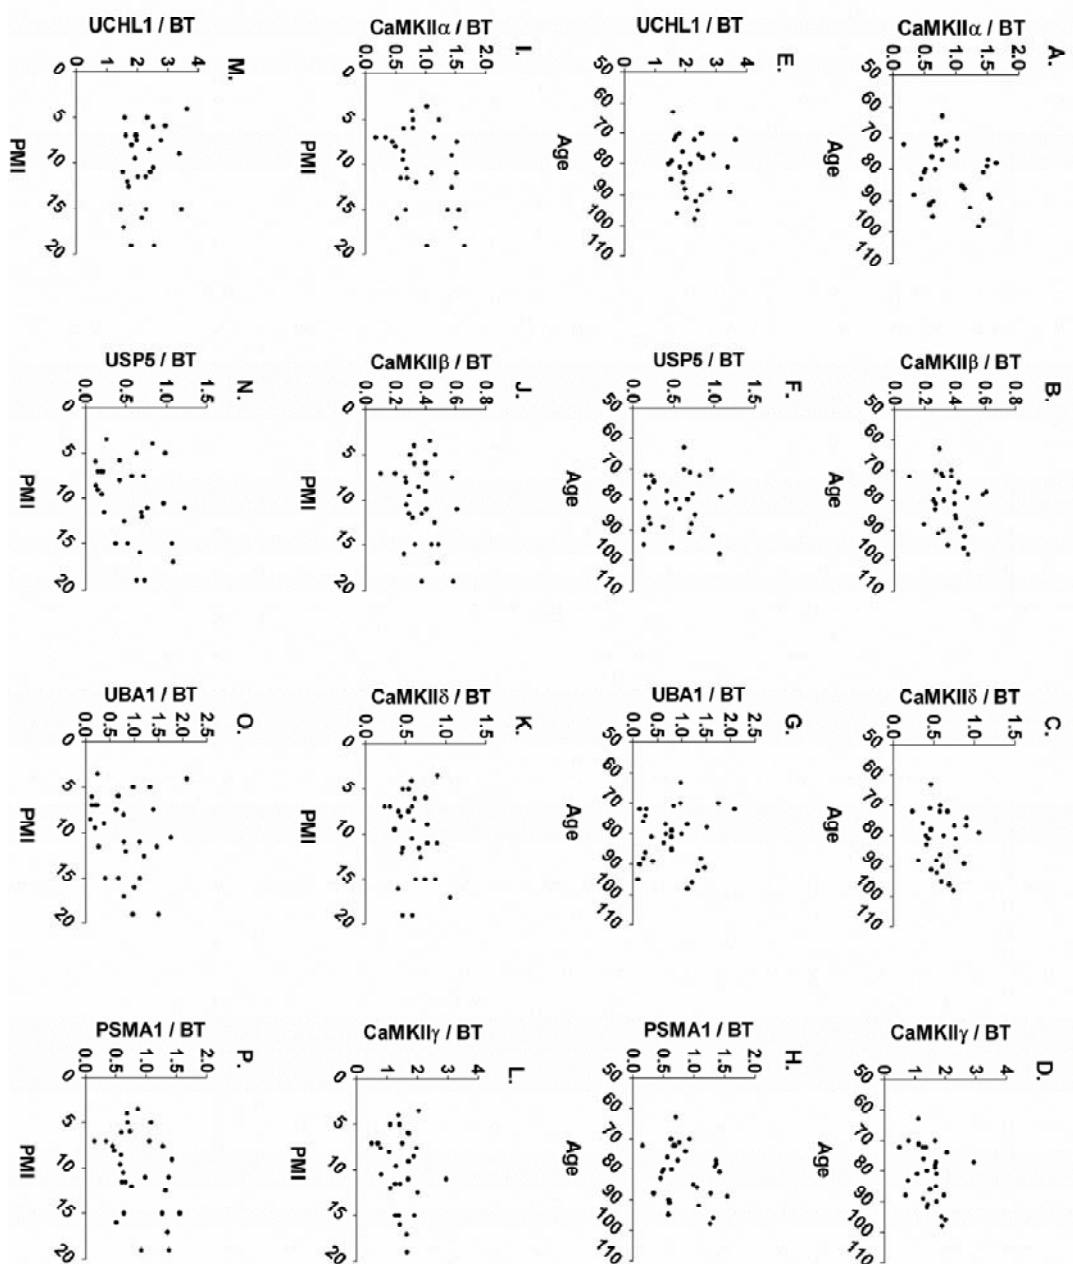 A.
CaMKIIα / BT
2.0
1.5
1.0
0.5
0.0
50 60 70 80 90 100 110
Age
B.
CaMKIIβ / BT
0.8
0.6
0.4
0.2
0.0
50 60 70 80 90 100 110
Age
C.
CaMKIIδ / BT
1.5
1.0
0.5
0.0
50 60 70 80 90 100 110
Age
D.
CaMKIIγ / BT
4
3
2
1
0
50 60 70 80 90 100 110
Age
E.
UCHL1 / BT
4
3
2
1
0
50 60 70 80 90 100 110
Age
F.
USP5 / BT
1.5
1.0
0.5
0.0
50 60 70 80 90 100 110
Age
G.
UBA1 / BT
2.5
2.0
1.5
1.0
0.5
0.0
50 60 70 80 90 100 110
Age
H.
PSMA1 / BT
2.0
1.5
1.0
0.5
0.0
50 60 70 80 90 100 110
Age
I.
CaMKIIα / BT
2.0
1.5
1.0
0.5
0.0
0 5 10 15 20
PMI
J.
CaMKIIβ / BT
0.8
0.6
0.4
0.2
0.0
0 5 10 15 20
PMI
K.
CaMKIIδ / BT
1.5
1.0
0.5
0.0
0 5 10 15 20
PMI
L.
CaMKIIγ / BT
4
3
2
1
0
0 5 10 15 20
PMI
M.
UCHL1 / BT
4
3
2
1
0
0 5 10 15 20
PMI
N.
USP5 / BT
1.5
1.0
0.5
0.0
0 5 10 15 20
PMI
O.
UBA1 / BT
2.5
2.0
1.5
1.0
0.5
0.0
0 5 10 15 20
PMI
P.
PSMA1 / BT
2.0
1.5
1.0
0.5
0.0
0 5 10 15 20
PMI